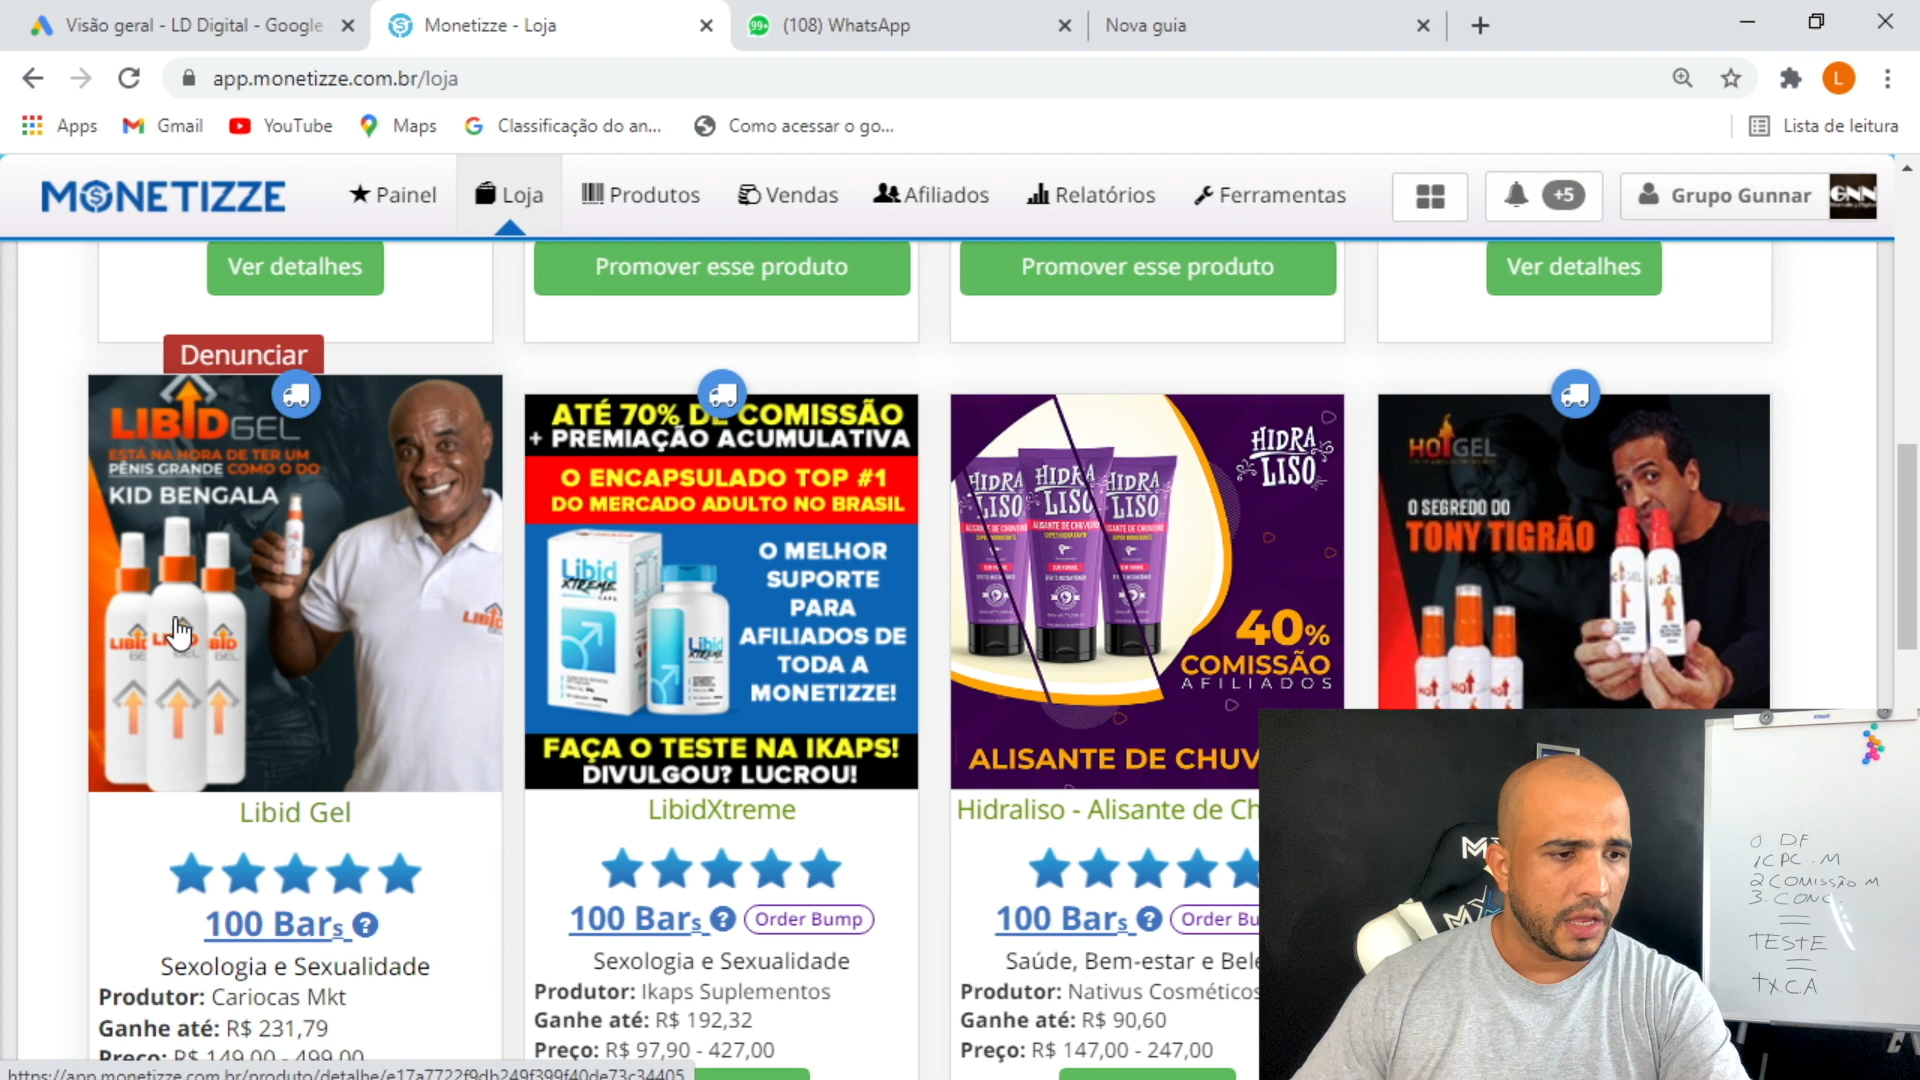 Visão geral - LD Digital - Google
Monetizze - Loja
(108) WhatsApp
Nova guia
app.monetizze.com.br/loja
L
Apps
Gmail
YouTube
Maps
Classificação do an...
Como acessar o go...
Lista de leitura
MONETIZZE
Painel
Loja
Produtos
Vendas
Afiliados
Relatórios
Ferramentas
+5
Grupo Gunnar
GNN
Ver detalhes
Promover esse produto
Promover esse produto
Ver detalhes
Denunciar
LIBIDGEL
ESTÁ NA HORA DE TER UM
PÊNIS GRANDE COMO O DO
KID BENGALA
ATÉ 70% DE COMISSÃO
+ PREMIAÇÃO ACUMULATIVA
O ENCAPSULADO TOP #1
DO MERCADO ADULTO NO BRASIL
Libid
XTREME
O MELHOR
SUPORTE
PARA
AFILIADOS DE
TODA A
MONETIZZE!
FAÇA O TESTE NA IKAPS!
DIVULGOU? LUCROU!
HIDRA
LISO
HIDRA
LISO
HIDRA
LISO
HIDRA
LISO
40%
COMISSÃO
AFILIADOS
ALISANTE DE CHUV
HOTGEL
O SEGREDO DO
TONY TIGRÃO
Libid Gel
100 Bars ?
Sexologia e Sexualidade
Produtor: Cariocas Mkt
Ganhe até: R$ 231,79
Preço: R$ 149,00 - 499,00
LibidXtreme
100 Bars ? Order Bump
Sexologia e Sexualidade
Produtor: Ikaps Suplementos
Ganhe até: R$ 192,32
Preço: R$ 97,90 - 427,00
Hidraliso - Alisante de Ch
100 Bars ? Order Bu
Saúde, Bem-estar e Bele
Produtor: Nativus Cosméticos
Ganhe até: R$ 90,60
Preço: R$ 147,00 - 247,00
0 DF
1 CPC.M
2 COMISSÃO M
3. CONC.
TESTE
TX.C.A
https://app.monetizze.com.br/produto/detalhe/e17a7722f9db249f399f40de73c34405